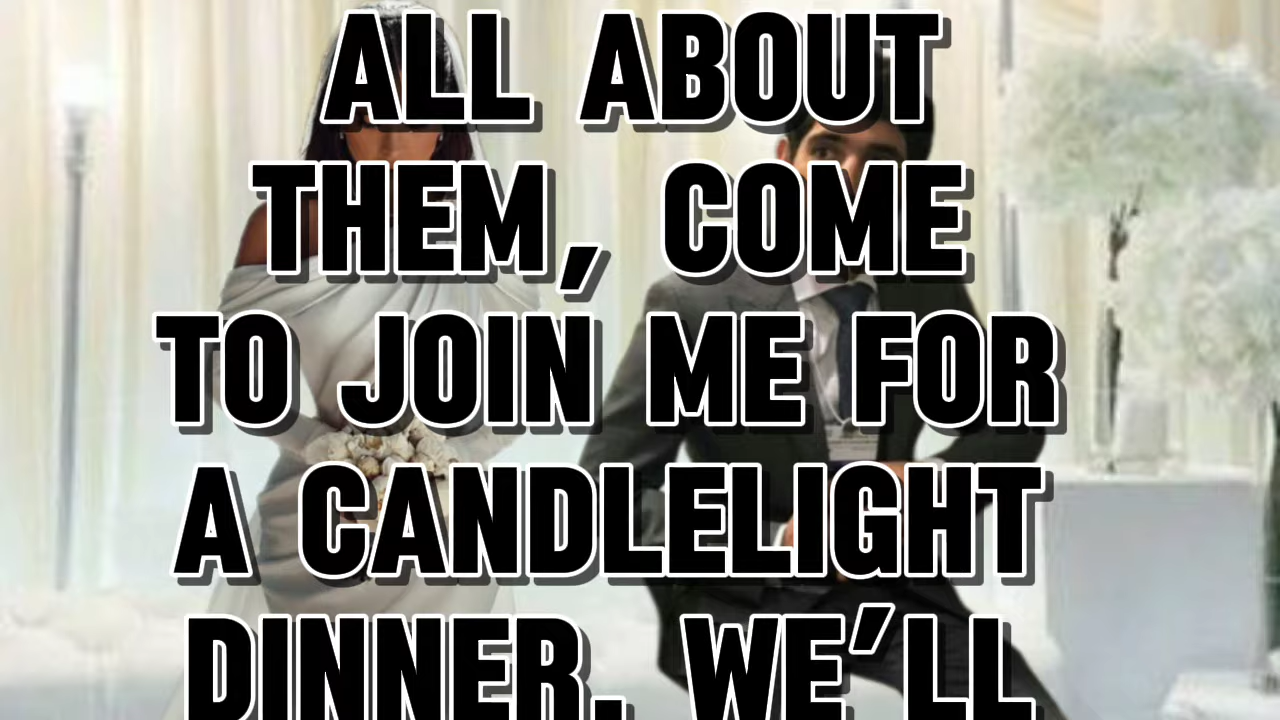 ALL ABOUT
THEM, COME
TO JOIN ME FOR
A CANDLELIGHT
DINNER. WE'LL